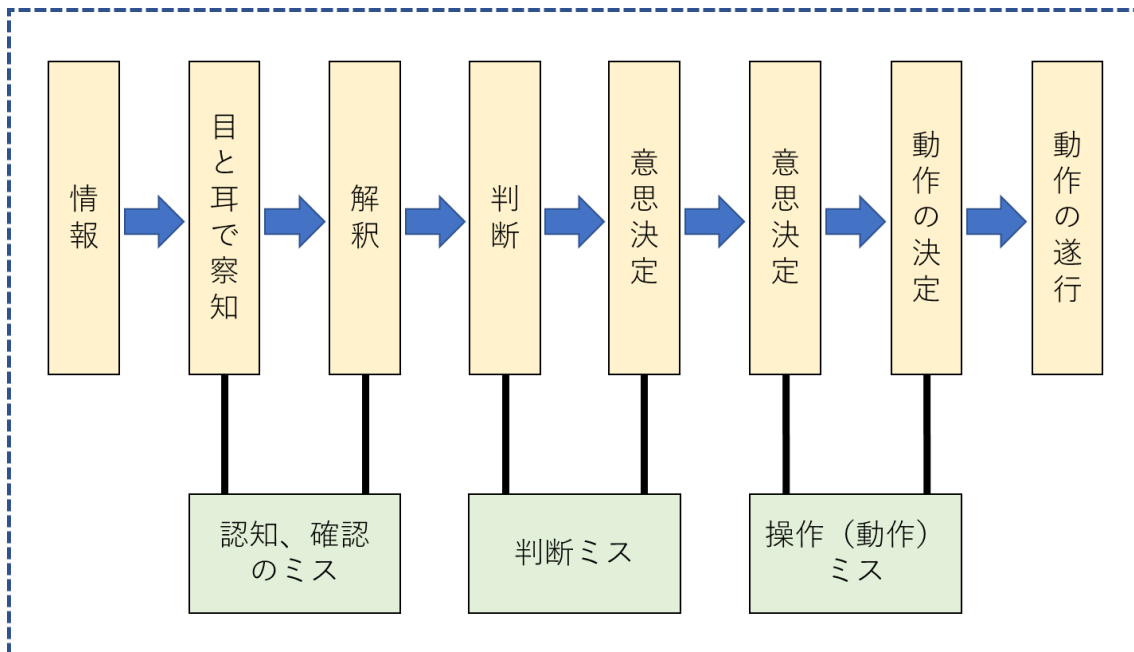 情報
目と耳で察知
解釈
判断
意思決定
意思決定
動作の決定
動作の遂行
認知、確認
のミス
判断ミス
操作（動作）
ミス